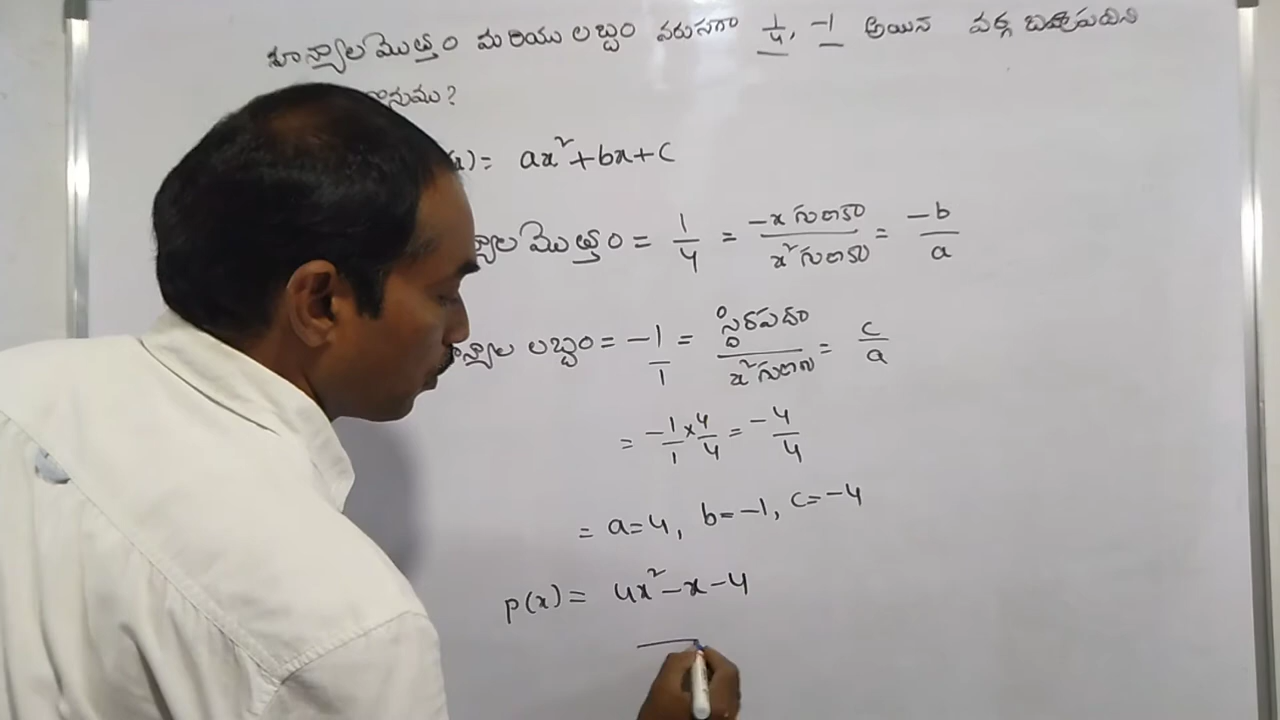 శూన్యాల మొత్తం మరియు లబ్దం వరుసగా 1/4, -1 అయిన వర్గ బహుపదిని
కనుము?
x) = ax²+bx+c
న్యాల మొత్తం = 1/4 = -x గుణకం/x² గుణకం = -b/a
న్యాల లబ్దం = -1/1 = స్థిరపదం/x² గుణకం = c/a
= -1/1 × 4/4 = -4/4
= a=4, b=-1, c=-4
p(x) = 4x²-x-4